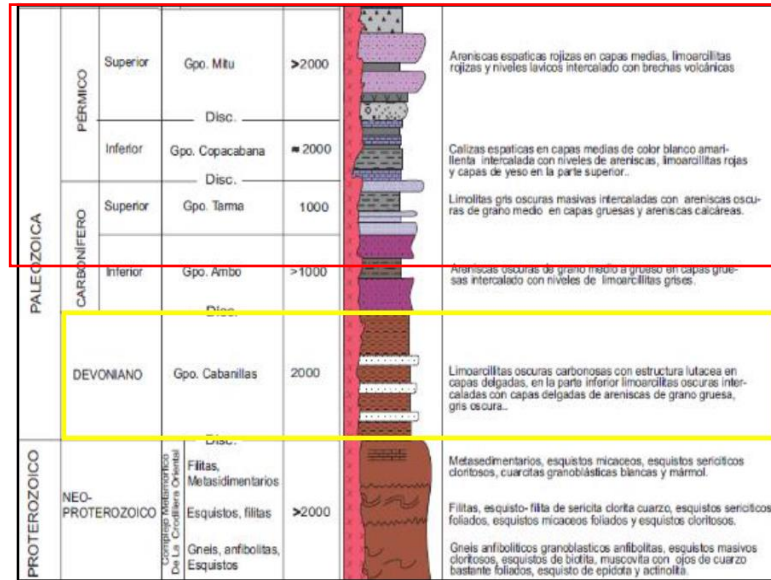 PALEOZOICA
PÉRMICO
Superior
Gpo. Mitu
>2000
Areniscas espaticas rojizas en capas medias, limoarcillitas
rojizas y niveles lavicos intercalado con brechas volcánicas
Disc.
Inferior
Gpo. Copacabana
≈ 2000
Calizas espaticas en capas medias de color blanco amari-
llenta intercalada con niveles de areniscas, limoarcillitas rojas
y capas de yeso en la parte superior..
Disc.
CARBONÍFERO
Superior
Gpo. Tarma
1000
Limolitas gris oscuras masivas intercaladas con areniscas oscu-
ras de grano medio en capas gruesas y areniscas calcáreas.
Inferior
Gpo. Ambo
>1000
Areniscas oscuras de grano medio a grueso en capas grue-
sas intercalado con niveles de limoarcillitas grises.
Disc.
DEVONIANO
Gpo. Cabanillas
2000
Limoarcillitas oscuras carbonosas con estructura lutacea en
capas delgadas, en la parte inferior limoarcillitas oscuras inter-
caladas con capas delgadas de areniscas de grano gruesa,
gris oscura..
Disc.
PROTEROZOICO
NEO-
PROTEROZOICO
Complejo Metamórfico
De La Crodillera Oriental
Filitas,
Metasidimentarios
Esquistos, filitas
Gneis, anfibolitas,
Esquistos
>2000
Metasedimentarios, esquistos micaceos, esquistos sericiticos
cloritosos, cuarcitas granoblásticas blancas y mármol.
Filitas, esquisto- filita de sericita clorita cuarzo, esquistos sericiticos
foliados, esquistos micaceos foliados y esquistos cloritosos.
Gneis anfiboliticos granoblasticos anfibolitas, esquistos masivos
cloritosos, esquistos de biotita, muscovita con ojos de cuarzo
bastante foliados, esquisto de epidota y actinolita.